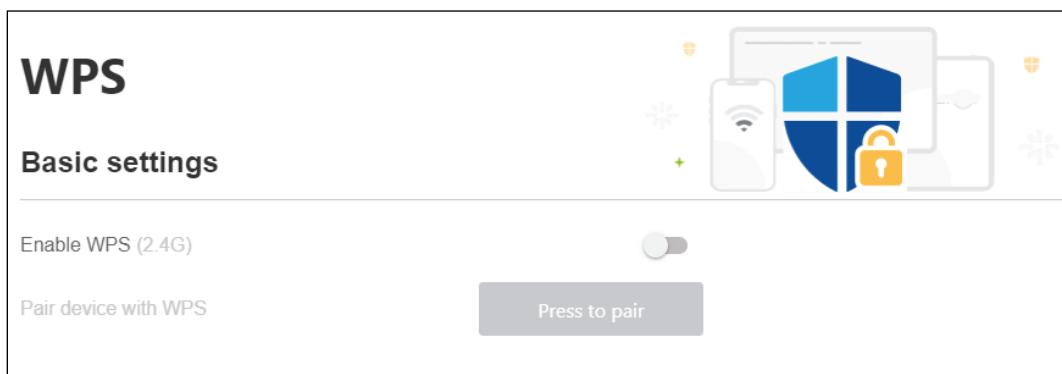 WPS
Basic settings
Enable WPS (2.4G)
Pair device with WPS Press to pair